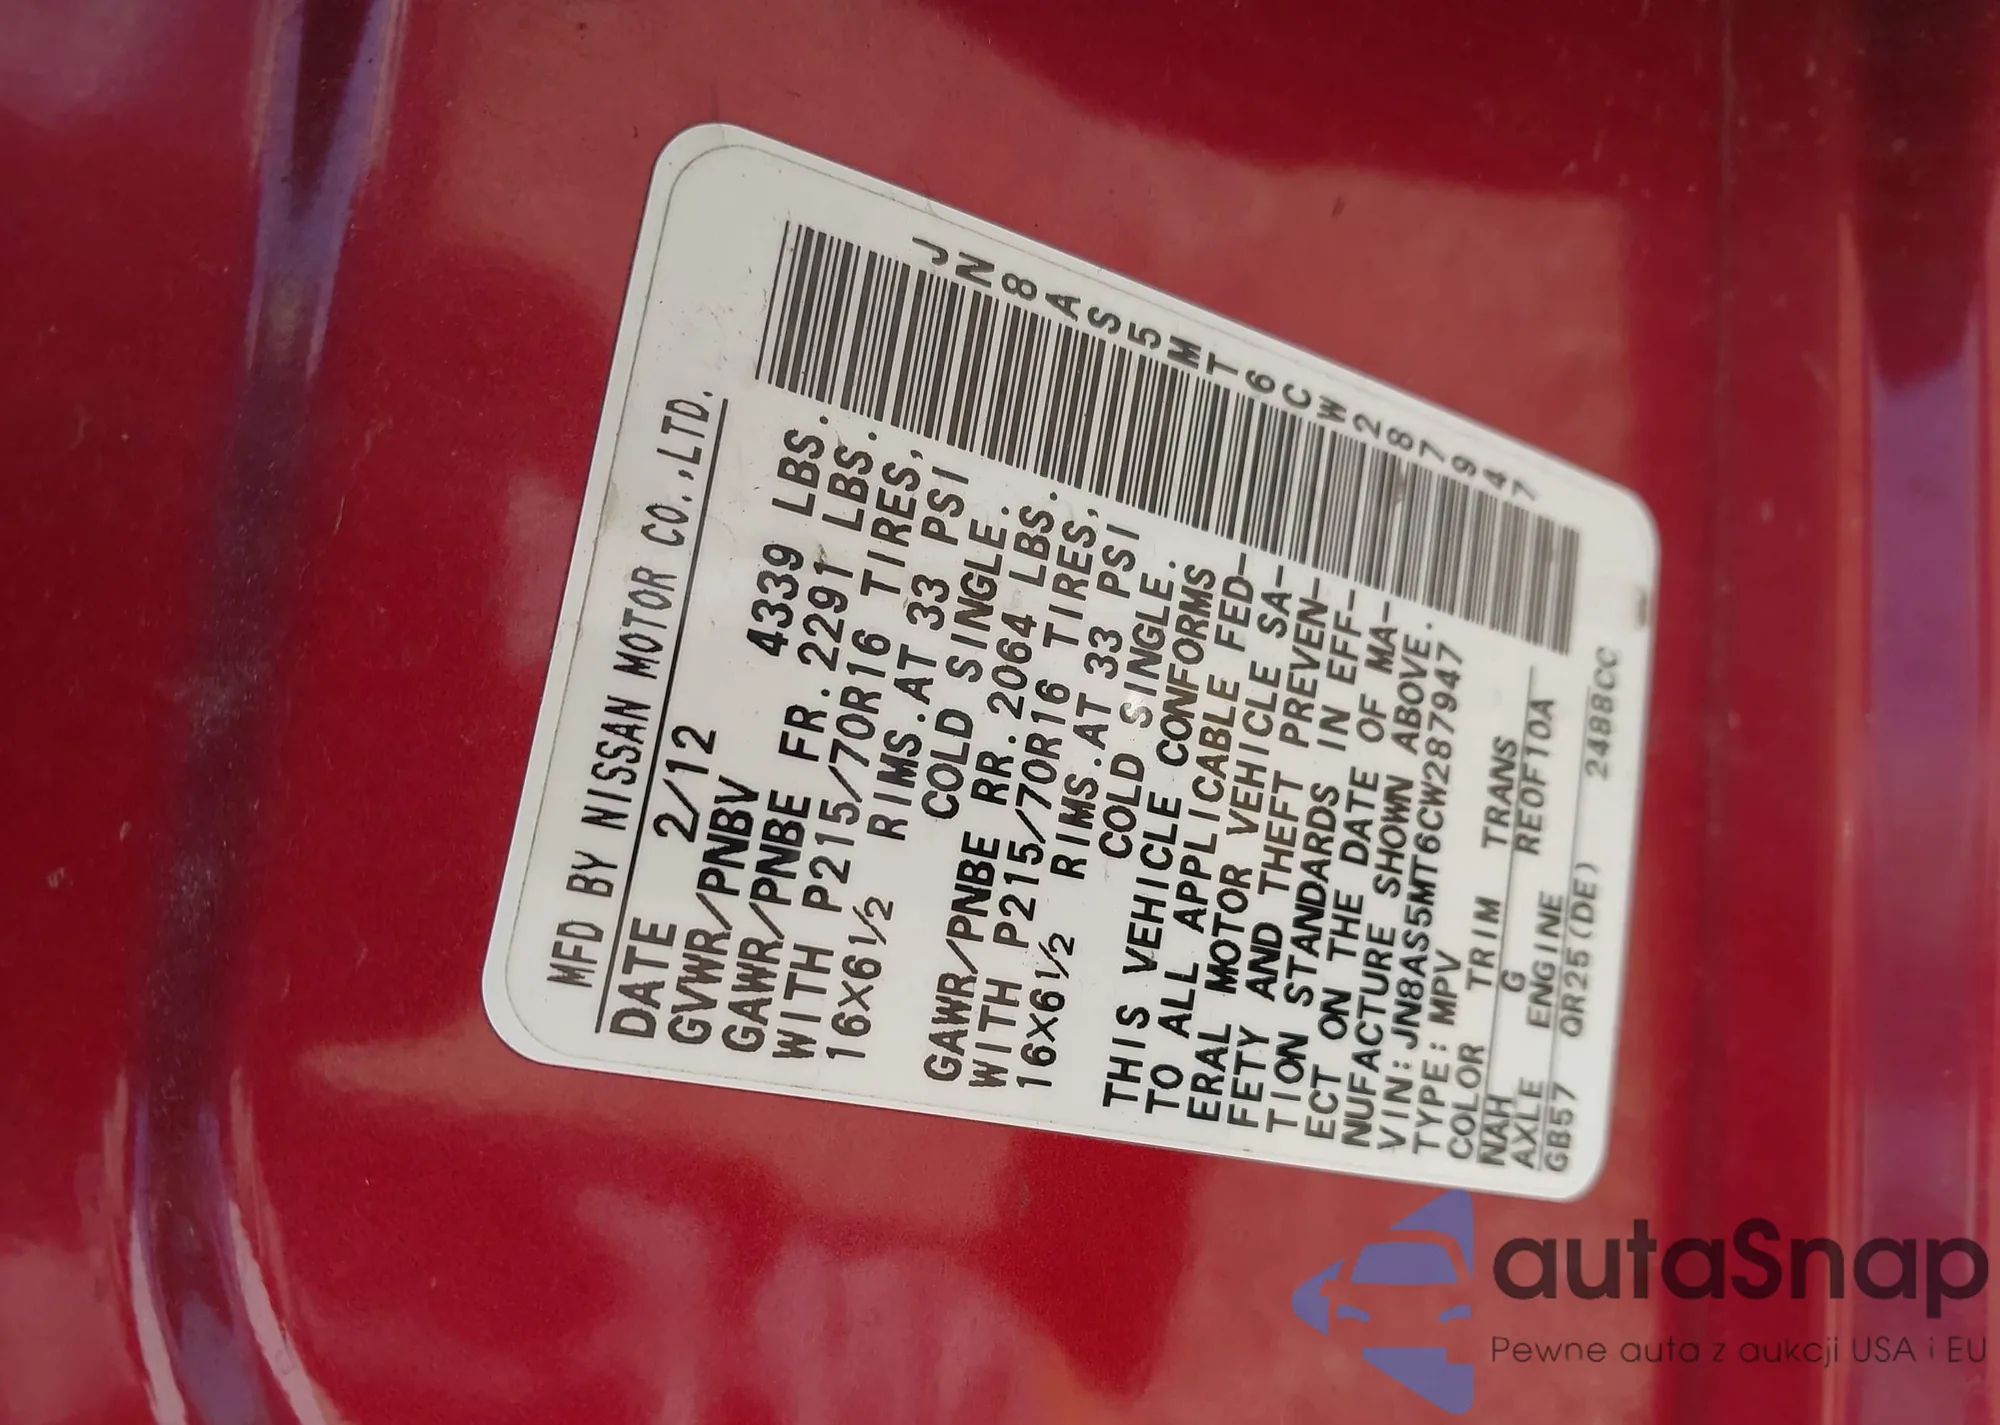 MFD BY NISSAN MOTOR CO.,LTD.
DATE 2/12
GVWR/PNBV 4339 LBS.
GAWR/PNBE FR. 2291 LBS.
WITH P215/70R16 TIRES,
16X6½ RIMS.AT 33 PSI
COLD SINGLE.
GAWR/PNBE RR. 2064 LBS.
WITH P215/70R16 TIRES,
16X6½ RIMS.AT 33 PSI
COLD SINGLE.
THIS VEHICLE CONFORMS
TO ALL APPLICABLE FED-
ERAL MOTOR VEHICLE SA-
FETY AND THEFT PREVEN-
TION STANDARDS IN EFF-
ECT ON THE DATE OF MA-
NUFACTURE SHOWN ABOVE.
VIN: JN8AS5MT6CW287947
TYPE: MPV
COLOR TRIM TRANS
NAH G RE0F10A
AXLE ENGINE
GB57 QR25(DE) 2488CC
JN8AS5MT6CW287947
autaSnap
Pewne auta z aukcji USA i EU